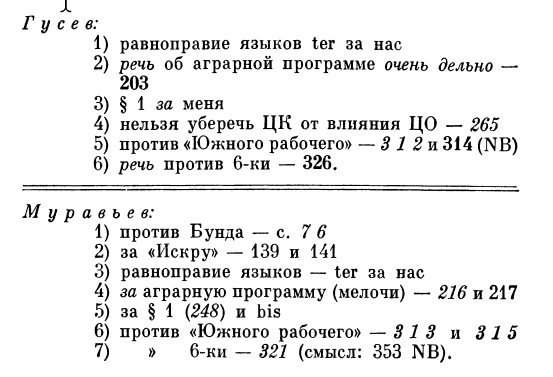 Гусев:
1) равноправие языков ter за нас
2) речь об аграрной программе очень дельно —
203
3) § 1 за меня
4) нельзя уберечь ЦК от влияния ЦО — 265
5) против «Южного рабочего» — 312 и 314 (NB)
6) речь против 6-ки — 326.
Муравьев:
1) против Бунда — с. 76
2) за «Искру» — 139 и 141
3) равноправие языков — ter за нас
4) за аграрную программу (мелочи) — 216 и 217
5) за § 1 (248) и bis
6) против «Южного рабочего» — 313 и 315
7) » 6-ки — 321 (смысл: 353 NB).